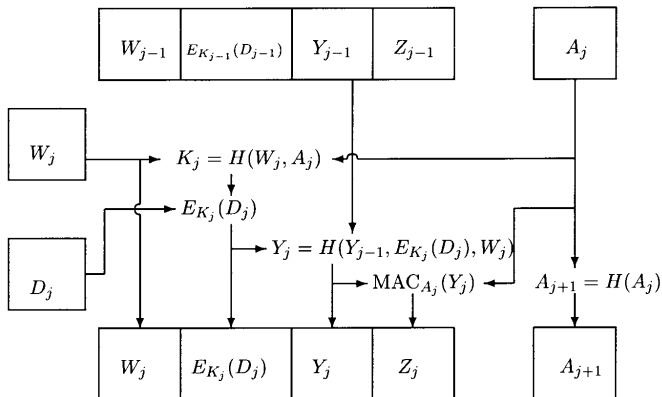 W_{j-1} E_{K_{j-1}}(D_{j-1}) Y_{j-1} Z_{j-1} A_j
W_j K_j = H(W_j, A_j)
E_{K_j}(D_j)
Y_j = H(Y_{j-1}, E_{K_j}(D_j), W_j)
D_j MAC_{A_j}(Y_j) A_{j+1} = H(A_j)
W_j E_{K_j}(D_j) Y_j Z_j A_{j+1}